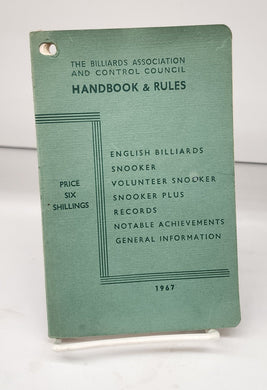 THE BILLIARDS ASSOCIATION
AND CONTROL COUNCIL
HANDBOOK & RULES
ENGLISH BILLIARDS
SNOOKER
VOLUNTEER SNOOKER
SNOOKER PLUS
RECORDS
NOTABLE ACHIEVEMENTS
GENERAL INFORMATION
PRICE
SIX
SHILLINGS
1967